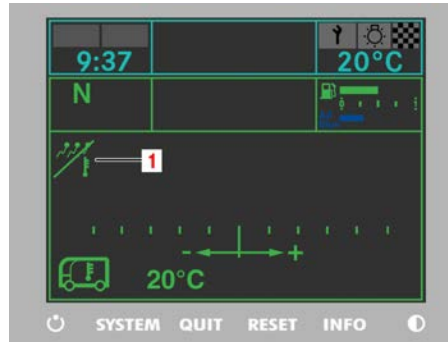 9:37
20°C
N
1
- +
20°C
SYSTEM QUIT RESET INFO